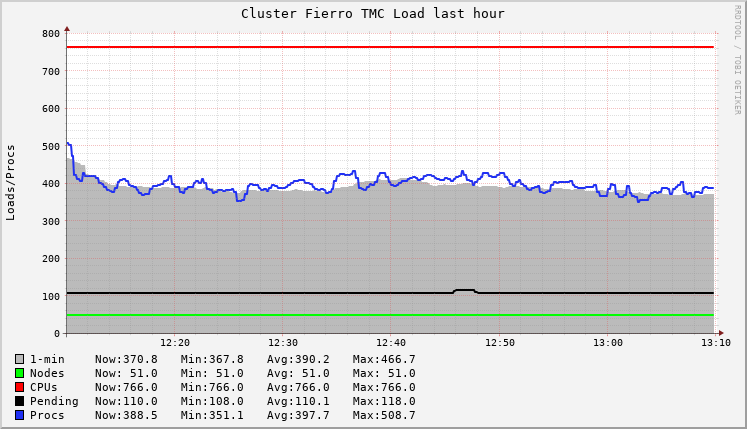 Cluster Fierro TMC Load last hour
RRDTOOL / TOBI OETIKER
Loads/Procs
800
700
600
500
400
300
200
100
0
12:20 12:30 12:40 12:50 13:00 13:10
1-min Now:370.8 Min:367.8 Avg:390.2 Max:466.7
Nodes Now: 51.0 Min: 51.0 Avg: 51.0 Max: 51.0
CPUs Now:766.0 Min:766.0 Avg:766.0 Max:766.0
Pending Now:110.0 Min:108.0 Avg:110.1 Max:118.0
Procs Now:388.5 Min:351.1 Avg:397.7 Max:508.7